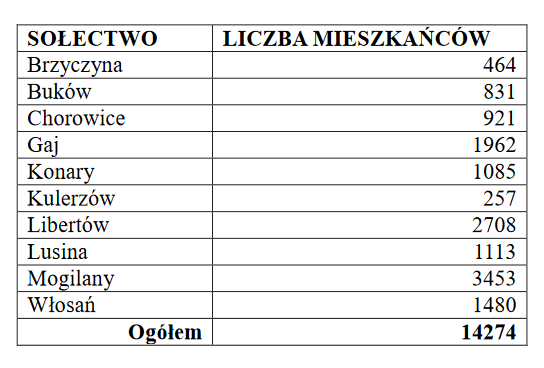 SOŁECTWO LICZBA MIESZKAŃCÓW
Brzyczyna 464
Buków 831
Chorowice 921
Gaj 1962
Konary 1085
Kulerzów 257
Libertów 2708
Lusina 1113
Mogilany 3453
Włosań 1480
Ogółem 14274